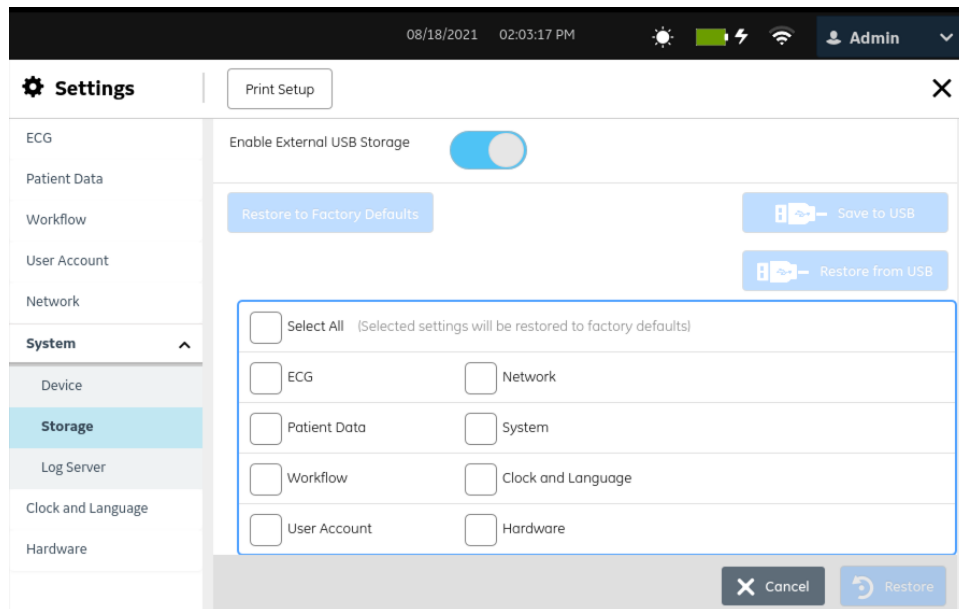 08/18/2021 02:03:17 PM Admin
Settings
Print Setup
ECG
Patient Data
Workflow
User Account
Network
System
Device
Storage
Log Server
Clock and Language
Hardware
Enable External USB Storage
Restore to Factory Defaults
Save to USB
Restore from USB
Select All (Selected settings will be restored to factory defaults)
ECG Network
Patient Data System
Workflow Clock and Language
User Account Hardware
Cancel Restore